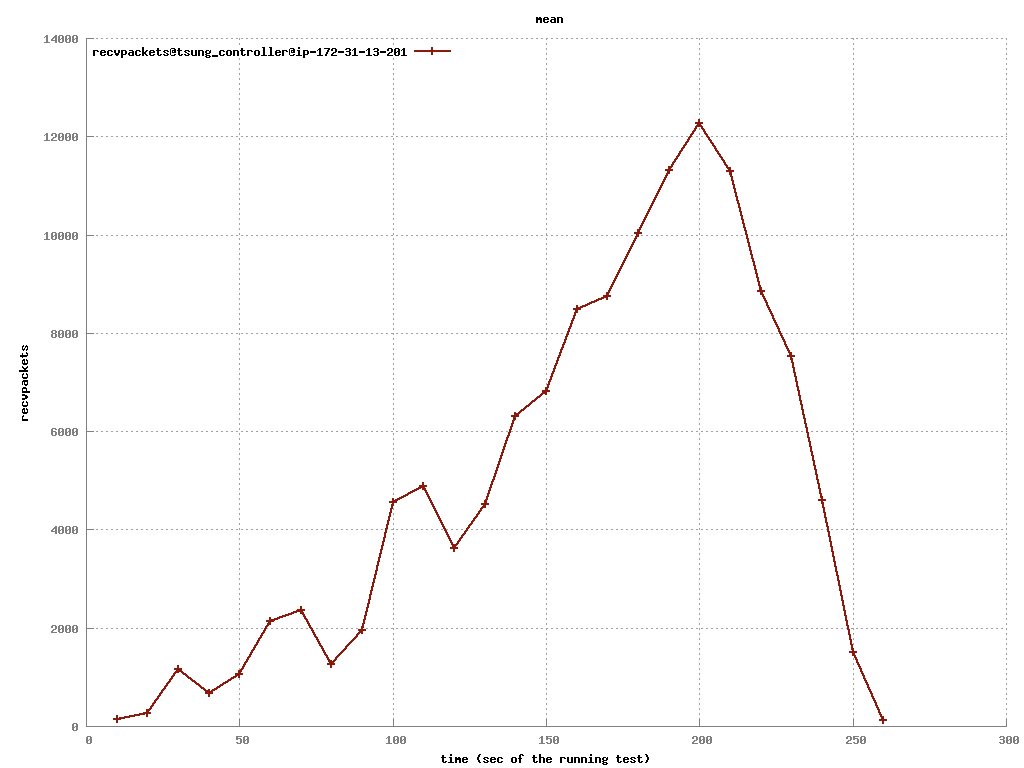 mean
14000
recvpackets@tsung_controller@ip-172-31-13-201
12000
10000
8000
recvpackets
6000
4000
2000
0
0 50 100 150 200 250 300
time (sec of the running test)